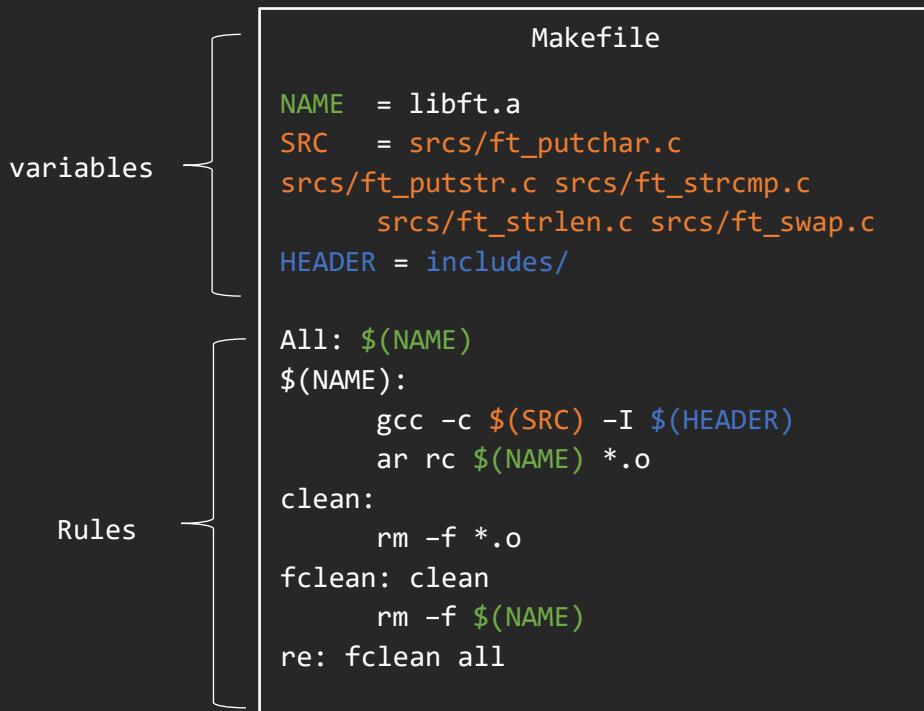 Makefile
variables
NAME = libft.a
SRC = srcs/ft_putchar.c
srcs/ft_putstr.c srcs/ft_strcmp.c
srcs/ft_strlen.c srcs/ft_swap.c
HEADER = includes/
Rules
All: $(NAME)
$(NAME):
gcc –c $(SRC) –I $(HEADER)
ar rc $(NAME) *.o
clean:
rm –f *.o
fclean: clean
rm –f $(NAME)
re: fclean all